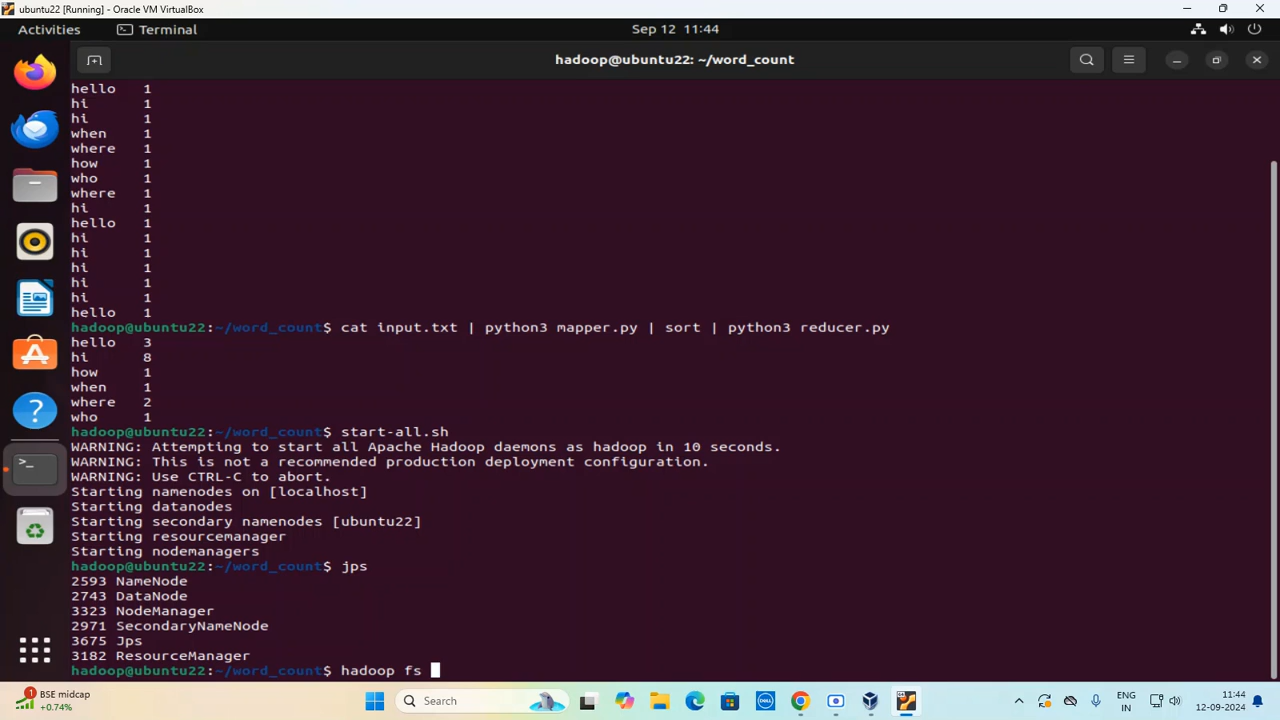 ubuntu22 [Running] - Oracle VM VirtualBox
Activities Terminal Sep 12 11:44
hadoop@ubuntu22: ~/word_count
hello 1
hi 1
hi 1
when 1
where 1
how 1
who 1
where 1
hi 1
hello 1
hi 1
hi 1
hi 1
hi 1
hi 1
hello 1
hadoop@ubuntu22:~/word_count$ cat input.txt | python3 mapper.py | sort | python3 reducer.py
hello 3
hi 8
how 1
when 1
where 2
who 1
hadoop@ubuntu22:~/word_count$ start-all.sh
WARNING: Attempting to start all Apache Hadoop daemons as hadoop in 10 seconds.
WARNING: This is not a recommended production deployment configuration.
WARNING: Use CTRL-C to abort.
Starting namenodes on [localhost]
Starting datanodes
Starting secondary namenodes [ubuntu22]
Starting resourcemanager
Starting nodemanagers
hadoop@ubuntu22:~/word_count$ jps
2593 NameNode
2743 DataNode
3323 NodeManager
2971 SecondaryNameNode
3675 Jps
3182 ResourceManager
hadoop@ubuntu22:~/word_count$ hadoop fs
1 BSE midcap
+0.74%
Search
DELL
ENG
IN
11:44
12-09-2024